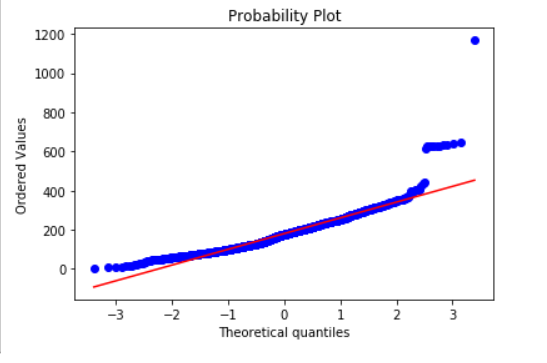 Probability Plot
1200
1000
800
600
400
200
0
Ordered Values
−3 −2 −1 0 1 2 3
Theoretical quantiles